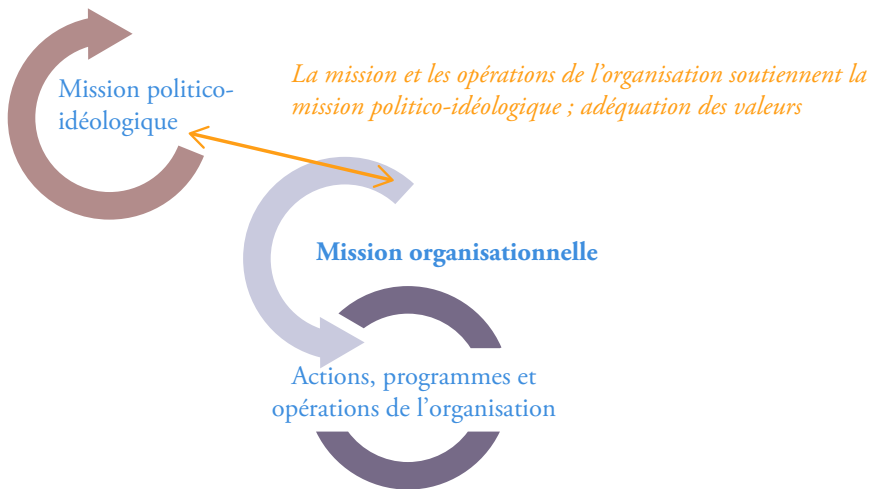 Mission politico-
idéologique
La mission et les opérations de l’organisation soutiennent la
mission politico-idéologique ; adéquation des valeurs
Mission organisationnelle
Actions, programmes et
opérations de l’organisation